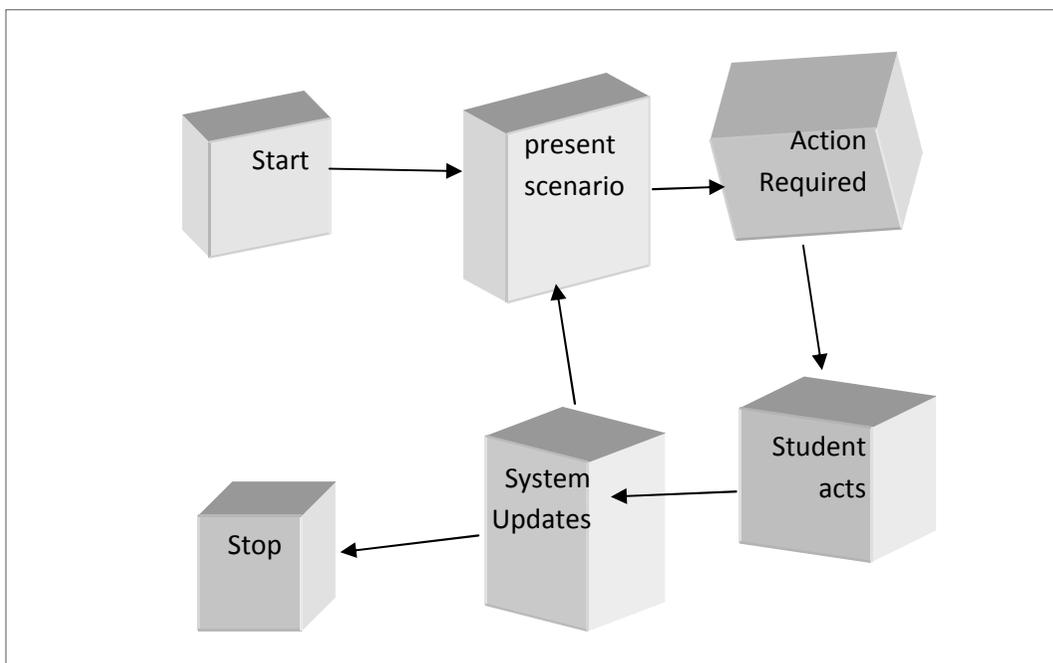 Start
present
scenario
Action
Required
Student
acts
System
Updates
Stop